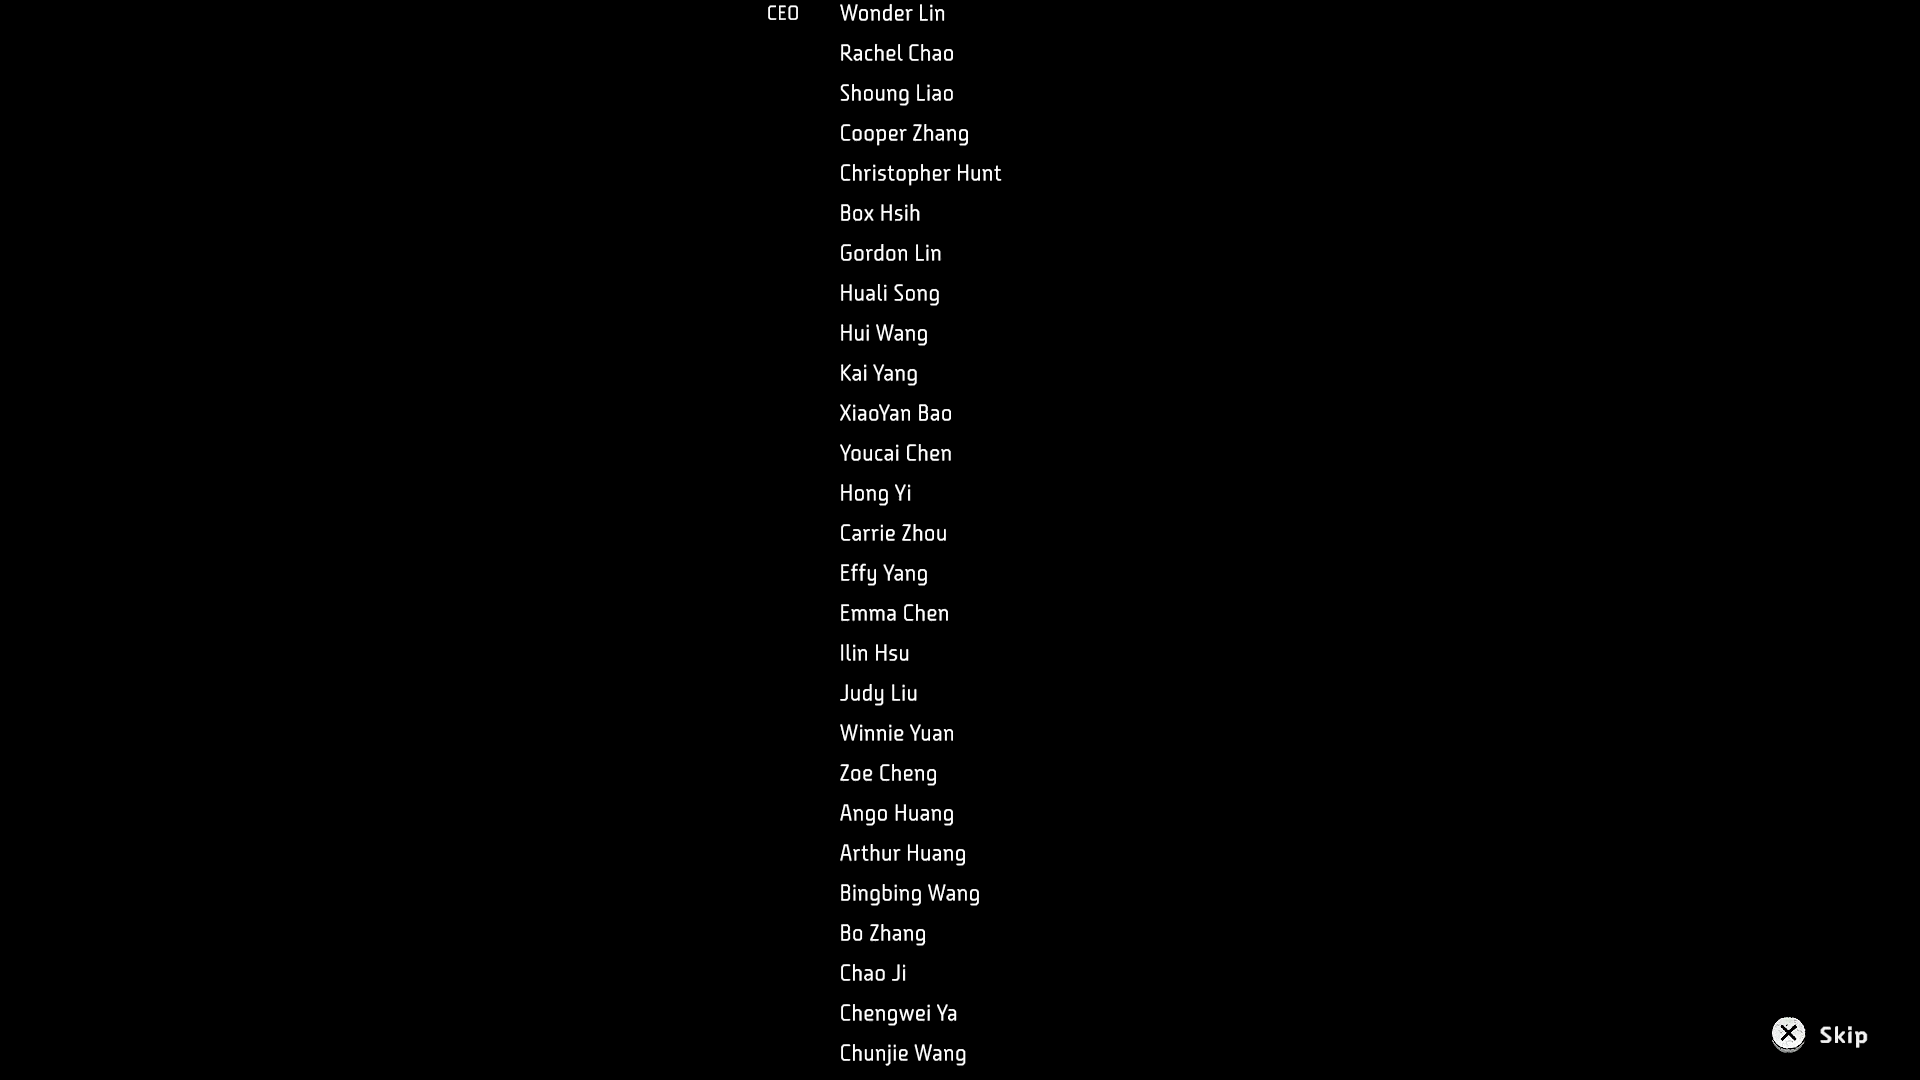 CEO Wonder Lin
Rachel Chao
Shoung Liao
Cooper Zhang
Christopher Hunt
Box Hsih
Gordon Lin
Huali Song
Hui Wang
Kai Yang
XiaoYan Bao
Youcai Chen
Hong Yi
Carrie Zhou
Effy Yang
Emma Chen
Ilin Hsu
Judy Liu
Winnie Yuan
Zoe Cheng
Ango Huang
Arthur Huang
Bingbing Wang
Bo Zhang
Chao Ji
Chengwei Ya
Chunjie Wang
Skip